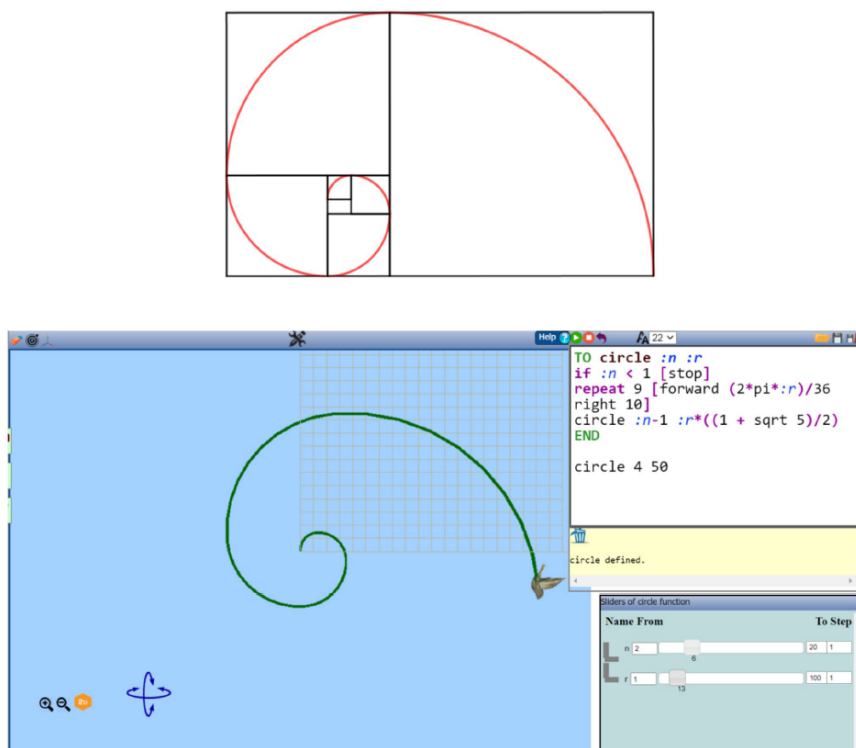 Help ? 22
TO circle :n :r
if :n < 1 [stop]
repeat 9 [forward (2*pi*:r)/36
right 10]
circle :n-1 :r*((1 + sqrt 5)/2)
END
circle 4 50
circle defined.
Sliders of circle function
Name From To Step
n 2 20 1
6
r 1 100 1
13